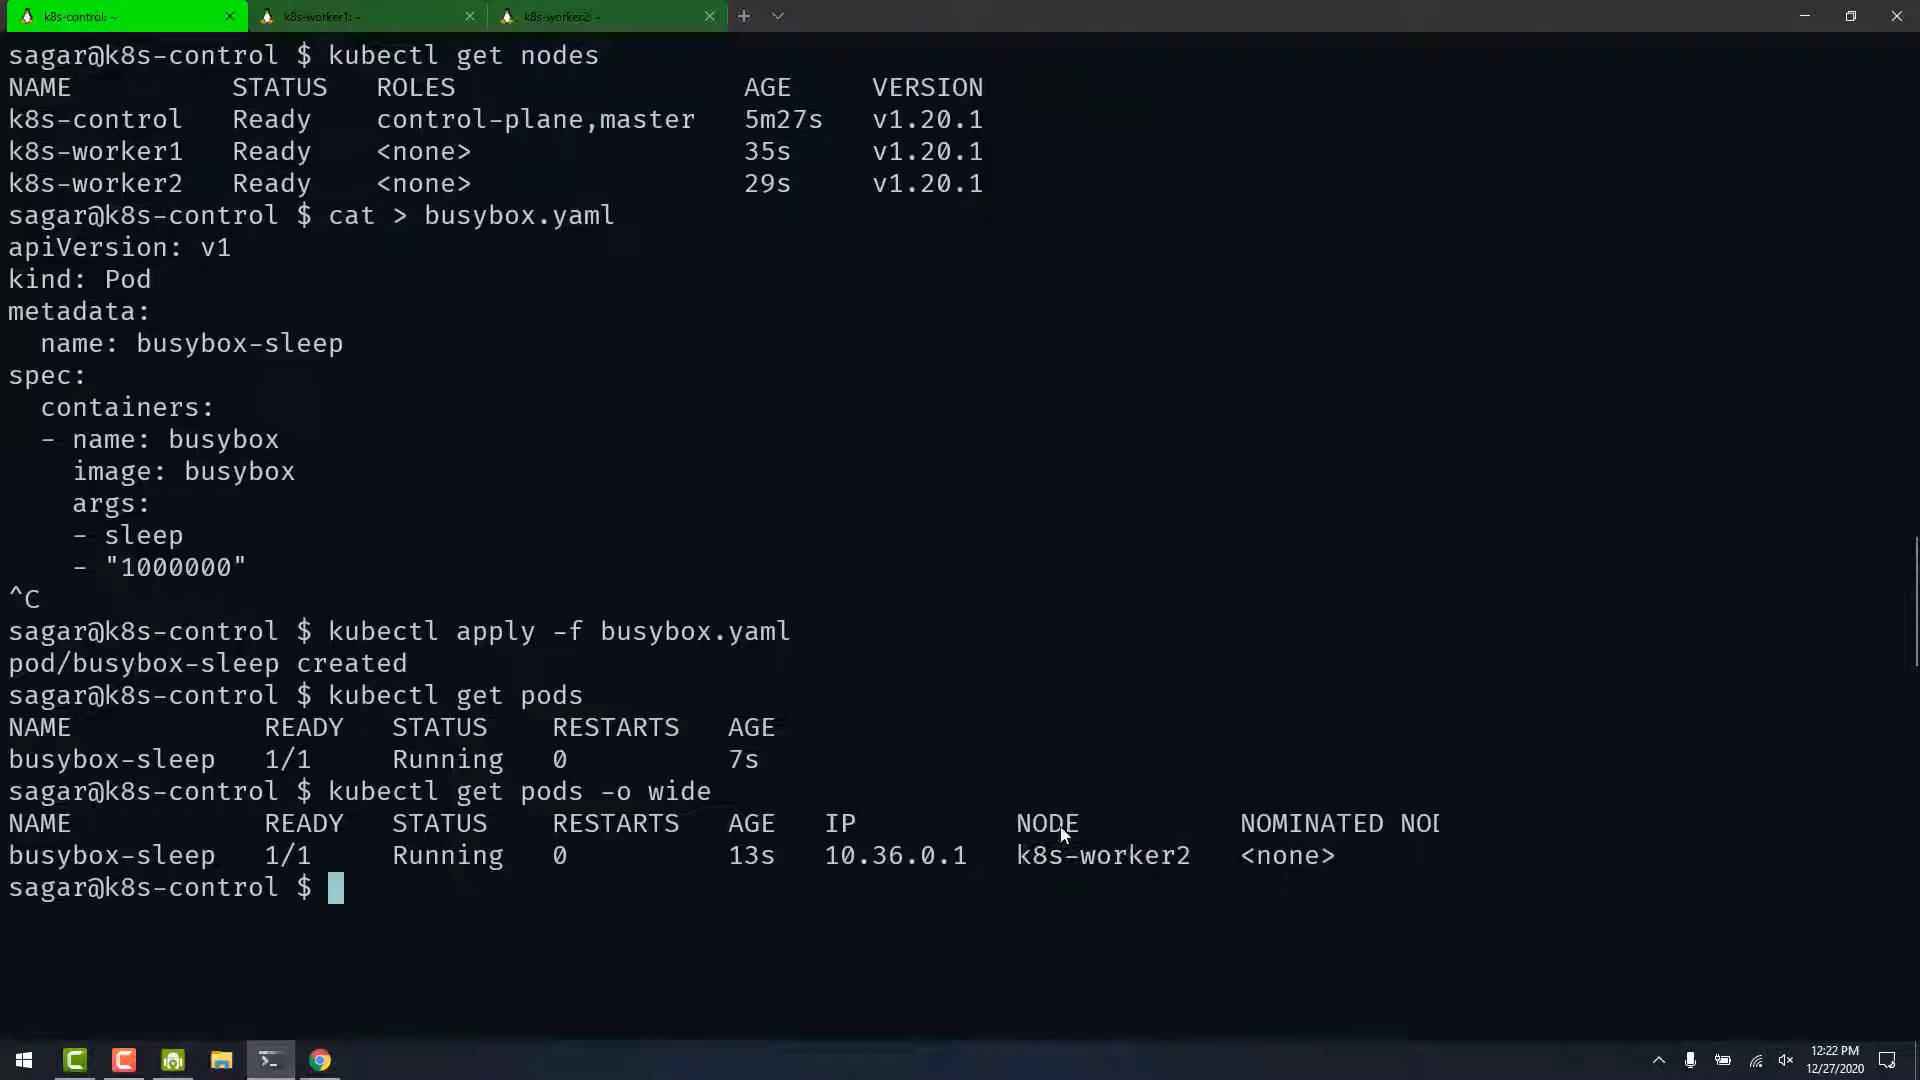 k8s-control: ~ k8s-worker1: ~ k8s-worker2: ~
sagar@k8s-control $ kubectl get nodes
NAME STATUS ROLES AGE VERSION
k8s-control Ready control-plane,master 5m27s v1.20.1
k8s-worker1 Ready <none> 35s v1.20.1
k8s-worker2 Ready <none> 29s v1.20.1
sagar@k8s-control $ cat > busybox.yaml
apiVersion: v1
kind: Pod
metadata:
  name: busybox-sleep
spec:
  containers:
  - name: busybox
    image: busybox
    args:
    - sleep
    - "1000000"
^C
sagar@k8s-control $ kubectl apply -f busybox.yaml
pod/busybox-sleep created
sagar@k8s-control $ kubectl get pods
NAME READY STATUS RESTARTS AGE
busybox-sleep 1/1 Running 0 7s
sagar@k8s-control $ kubectl get pods -o wide
NAME READY STATUS RESTARTS AGE IP NODE NOMINATED NO
busybox-sleep 1/1 Running 0 13s 10.36.0.1 k8s-worker2 <none>
sagar@k8s-control $
12:22 PM
12/27/2020